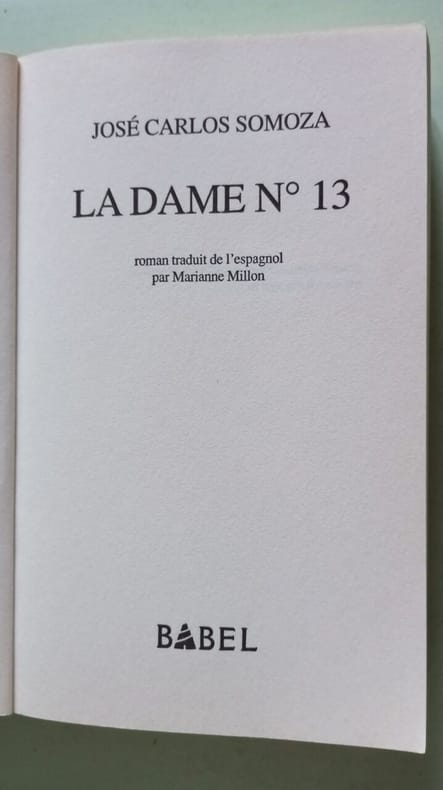 JOSÉ CARLOS SOMOZA
LA DAME N° 13
roman traduit de l'espagnol
par Marianne Millon
BABEL